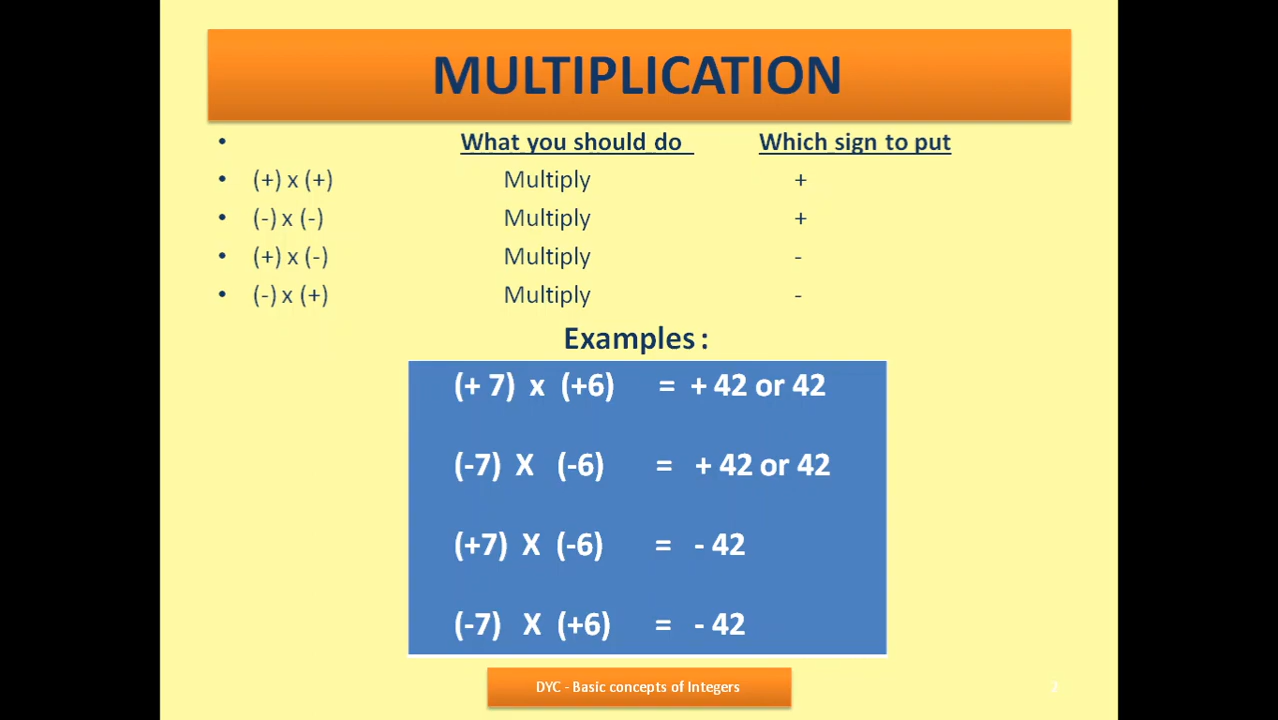 MULTIPLICATION
• What you should do Which sign to put
• (+) x (+) Multiply +
• (-) x (-) Multiply +
• (+) x (-) Multiply -
• (-) x (+) Multiply -
Examples :
(+ 7) x (+6) = + 42 or 42
(-7) X (-6) = + 42 or 42
(+7) X (-6) = - 42
(-7) X (+6) = - 42
DYC - Basic concepts of Integers
2